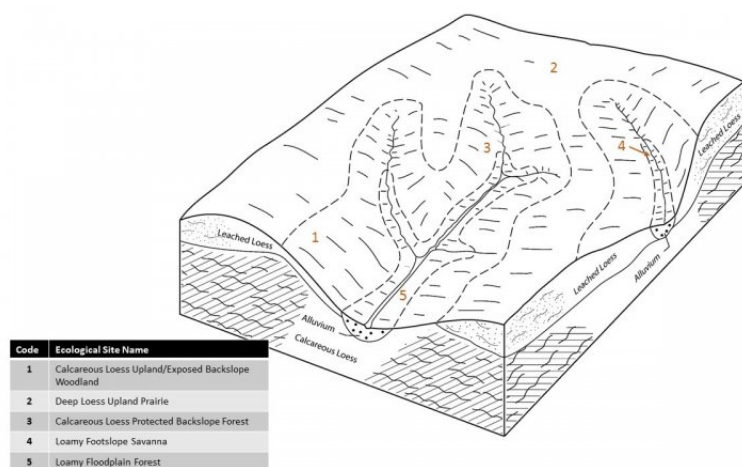 2
3
4
1
5
Leached Loess
Leached Loess
Leached Loess
Alluvium
Alluvium
Calcareous Loess
Code Ecological Site Name
1 Calcareous Loess Upland/Exposed Backslope
Woodland
2 Deep Loess Upland Prairie
3 Calcareous Loess Protected Backslope Forest
4 Loamy Footslope Savanna
5 Loamy Floodplain Forest